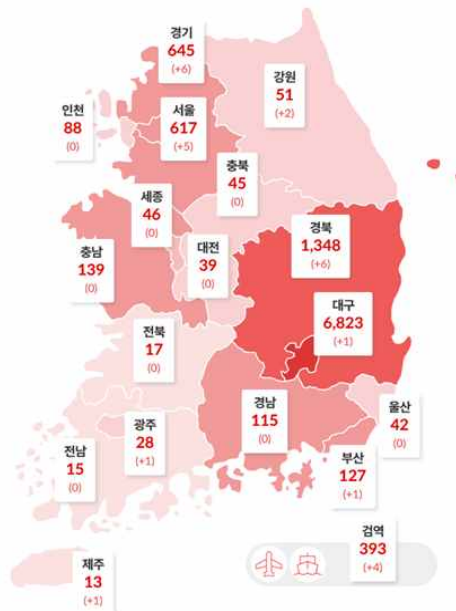 경기
645
(+6)
강원
51
(+2)
인천
88
(0)
서울
617
(+5)
충북
45
(0)
세종
46
(0)
경북
1,348
(+6)
충남
139
(0)
대전
39
(0)
대구
6,823
(+1)
전북
17
(0)
경남
115
(0)
울산
42
(0)
광주
28
(+1)
전남
15
(0)
부산
127
(+1)
검역
393
(+4)
제주
13
(+1)